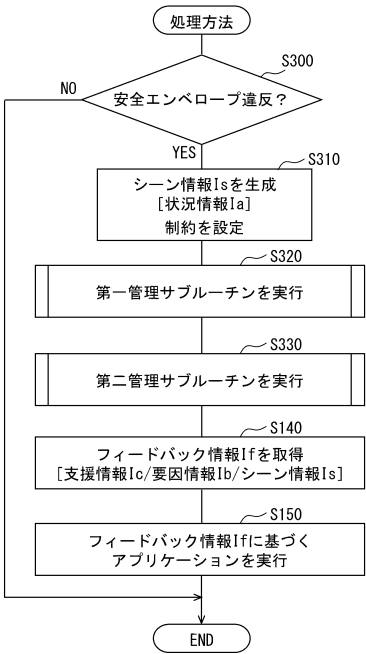 処理方法
S300
安全エンベロープ違反？
NO
YES
S310
シーン情報Isを生成
[状況情報Ia]
制約を設定
S320
第一管理サブルーチンを実行
S330
第二管理サブルーチンを実行
S140
フィードバック情報Ifを取得
[支援情報Ic/要因情報Ib/シーン情報Is]
S150
フィードバック情報Ifに基づく
アプリケーションを実行
END